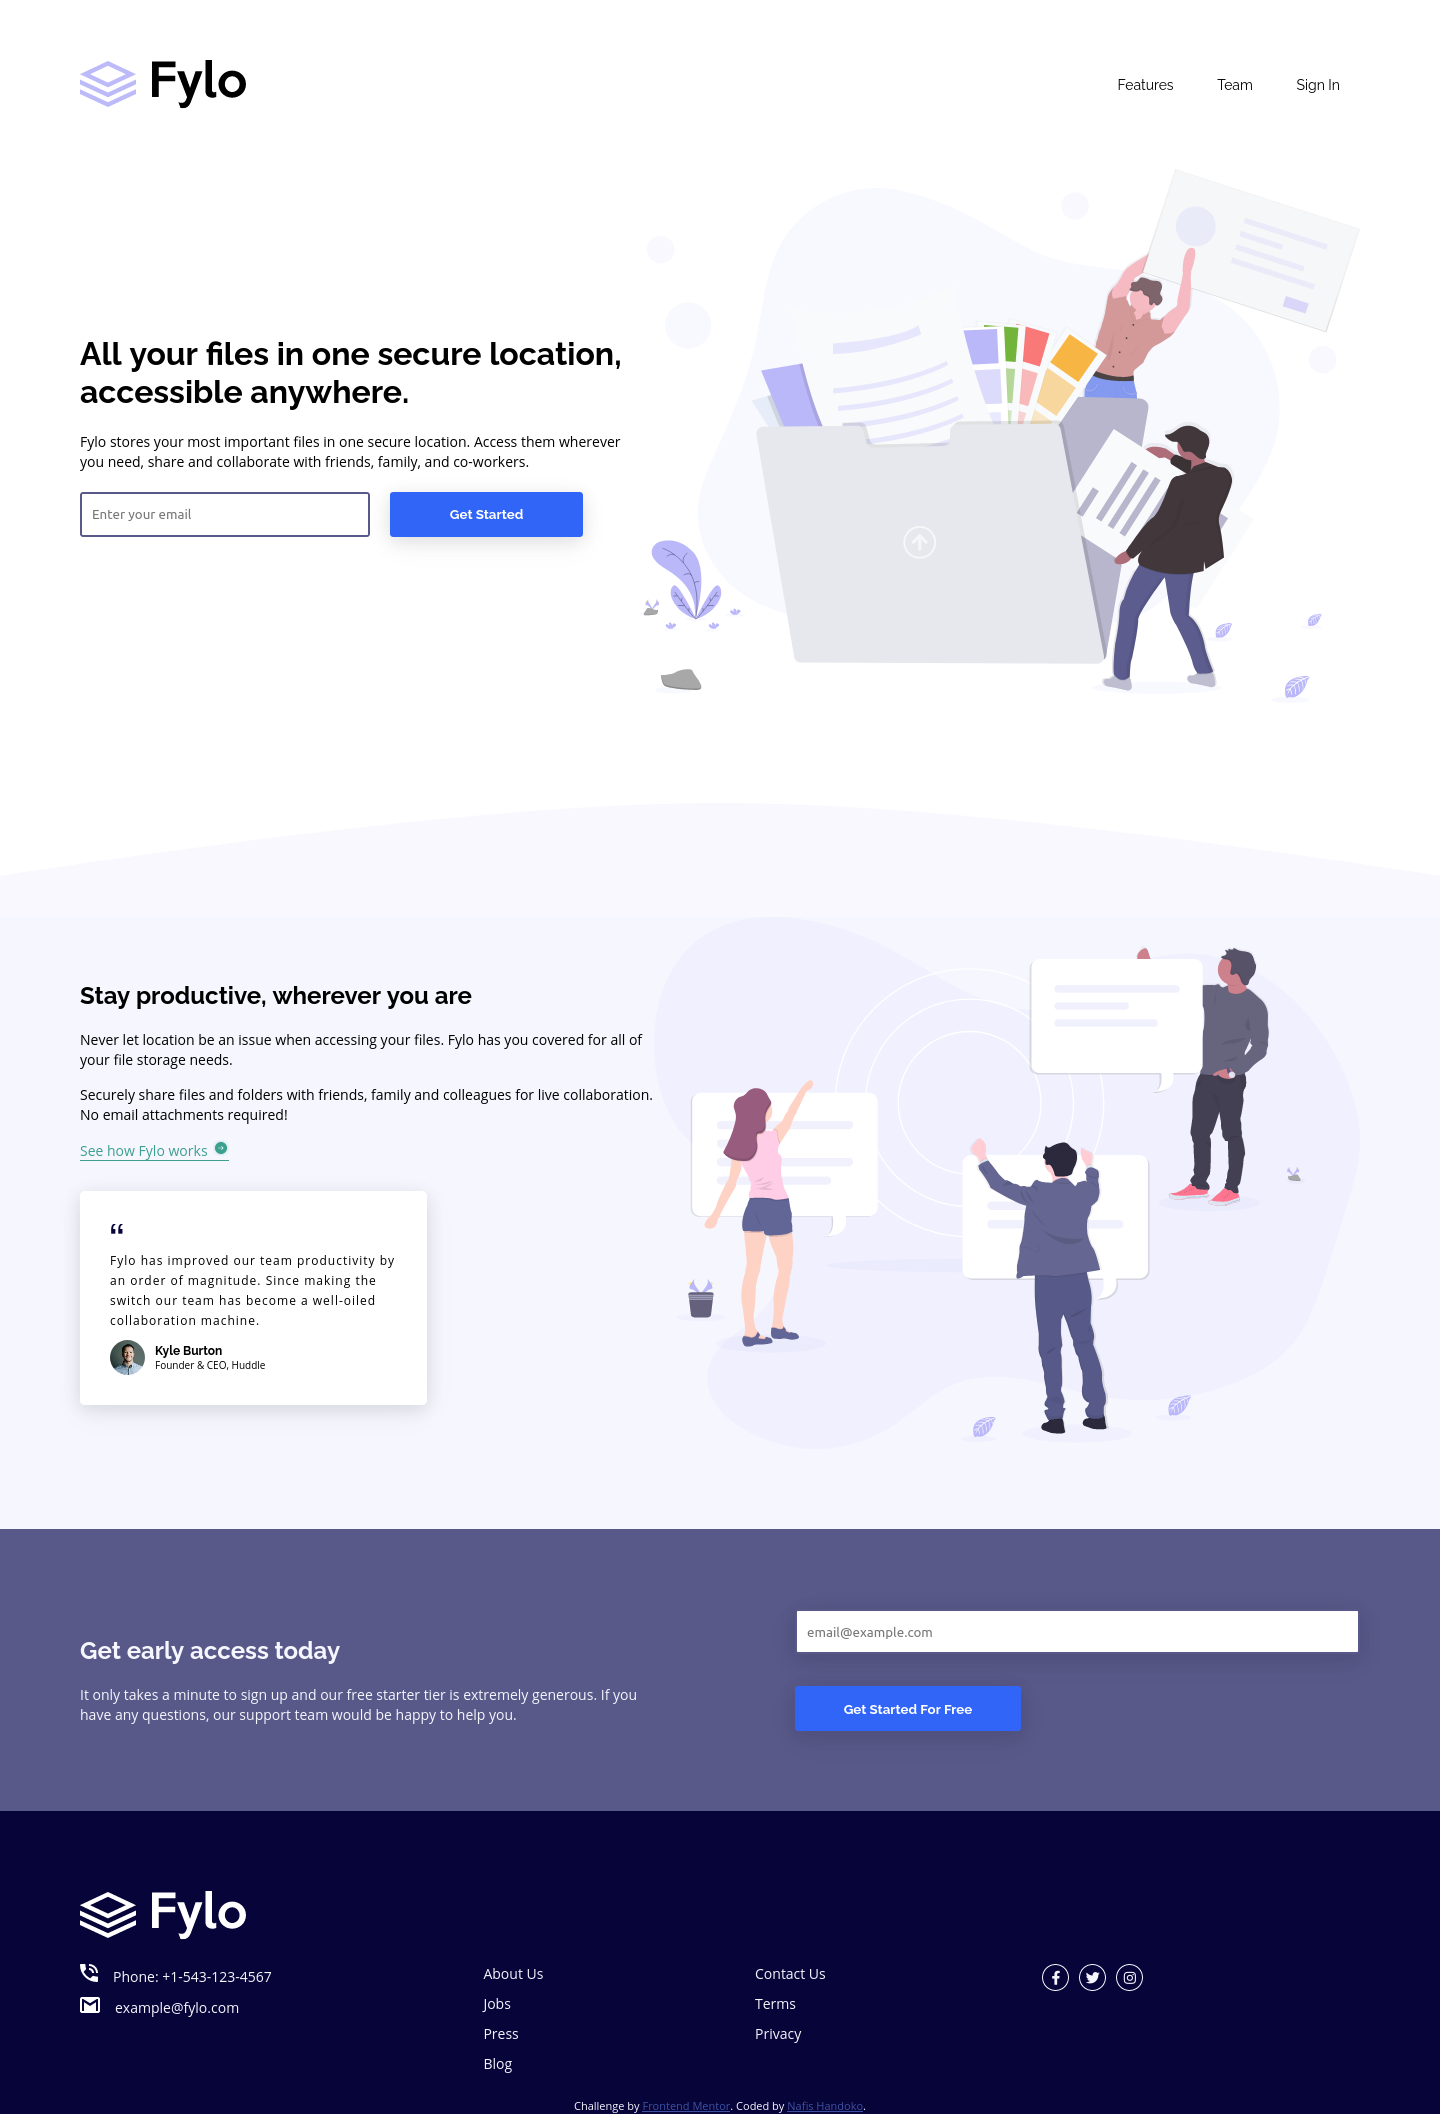 Fylo
Features Team Sign In
All your files in one secure location,
accessible anywhere.
Fylo stores your most important files in one secure location. Access them wherever
you need, share and collaborate with friends, family, and co-workers.
Enter your email
Get Started
Stay productive, wherever you are
Never let location be an issue when accessing your files. Fylo has you covered for all of
your file storage needs.
Securely share files and folders with friends, family and colleagues for live collaboration.
No email attachments required!
See how Fylo works
“
Fylo has improved our team productivity by
an order of magnitude. Since making the
switch our team has become a well-oiled
collaboration machine.
Kyle Burton
Founder & CEO, Huddle
Get early access today
It only takes a minute to sign up and our free starter tier is extremely generous. If you
have any questions, our support team would be happy to help you.
email@example.com
Get Started For Free
Fylo
Phone: +1-543-123-4567
example@fylo.com
About Us
Jobs
Press
Blog
Contact Us
Terms
Privacy
Challenge by Frontend Mentor. Coded by Nafis Handoko.